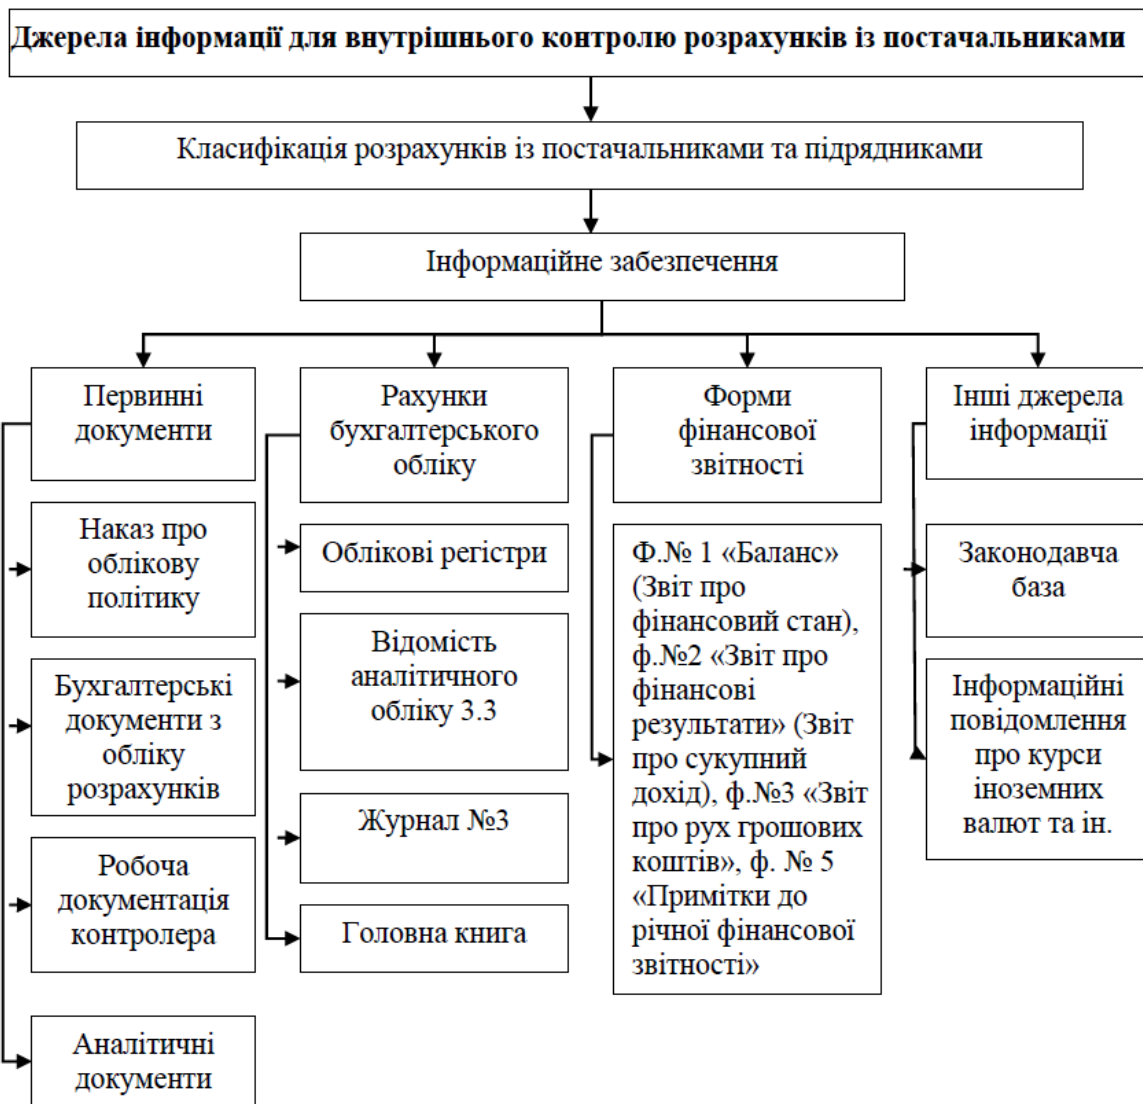 Джерела інформації для внутрішнього контролю розрахунків із постачальниками
Класифікація розрахунків із постачальниками та підрядниками
Інформаційне забезпечення
Первинні
документи
Наказ про
облікову
політику
Бухгалтерські
документи з
обліку
розрахунків
Робоча
документація
контролера
Аналітичні
документи
Рахунки
бухгалтерського
обліку
Облікові регістри
Відомість
аналітичного
обліку 3.3
Журнал №3
Головна книга
Форми
фінансової
звітності
Ф.№ 1 «Баланс»
(Звіт про
фінансовий стан),
ф.№2 «Звіт про
фінансові
результати» (Звіт
про сукупний
дохід), ф.№3 «Звіт
про рух грошових
коштів», ф. № 5
«Примітки до
річної фінансової
звітності»
Інші джерела
інформації
Законодавча
база
Інформаційні
повідомлення
про курси
іноземних
валют та ін.